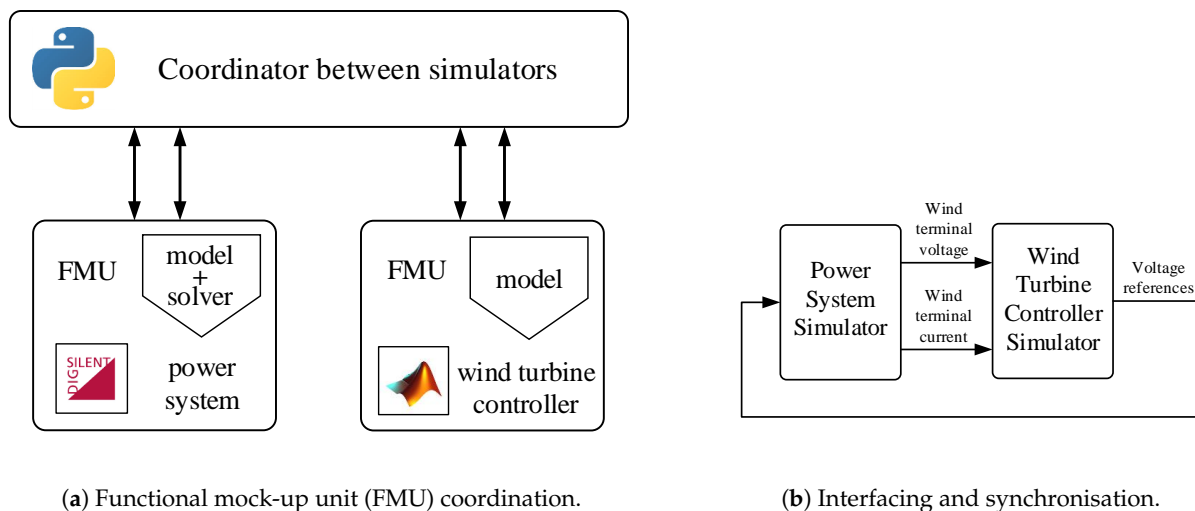 Coordinator between simulators
FMU
model
+
solver
DIG
SILENT
power
system
FMU
model
wind turbine
controller
(a) Functional mock-up unit (FMU) coordination.
Power
System
Simulator
Wind
terminal
voltage
Wind
terminal
current
Wind
Turbine
Controller
Simulator
Voltage
references
(b) Interfacing and synchronisation.